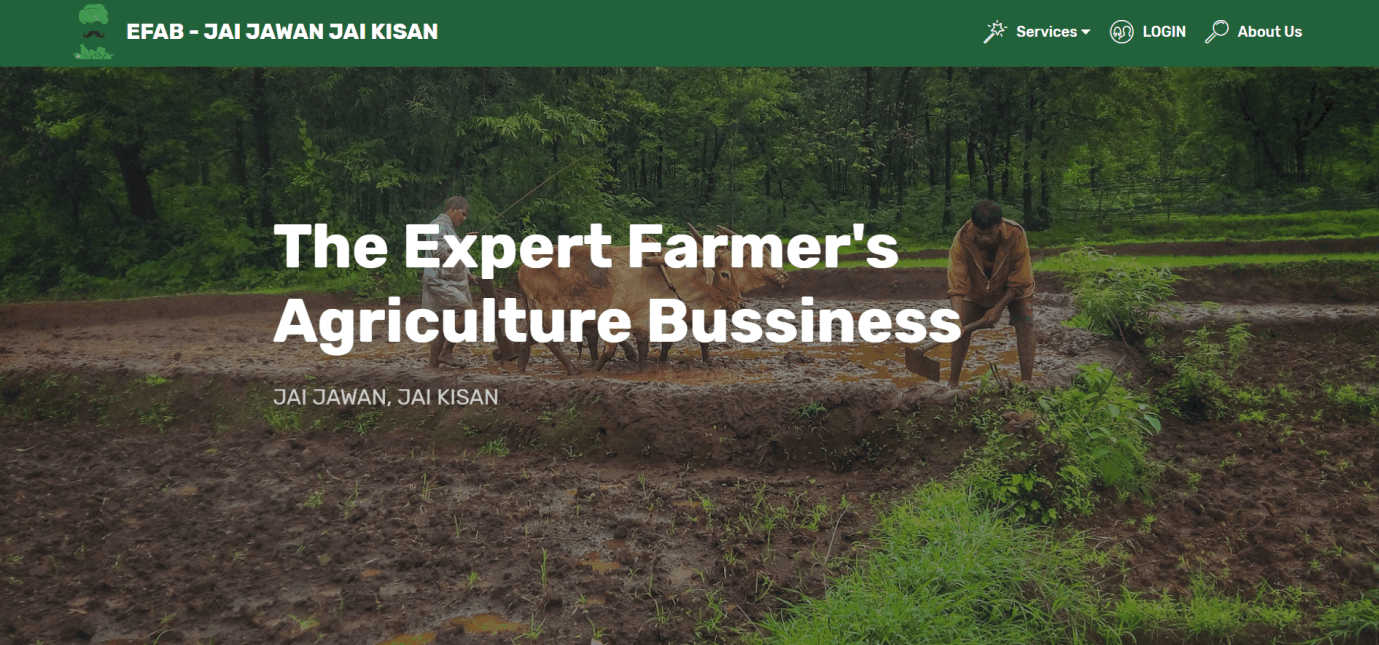 EFAB - JAI JAWAN JAI KISAN
Services
LOGIN
About Us
The Expert Farmer's
Agriculture Bussiness
JAI JAWAN, JAI KISAN